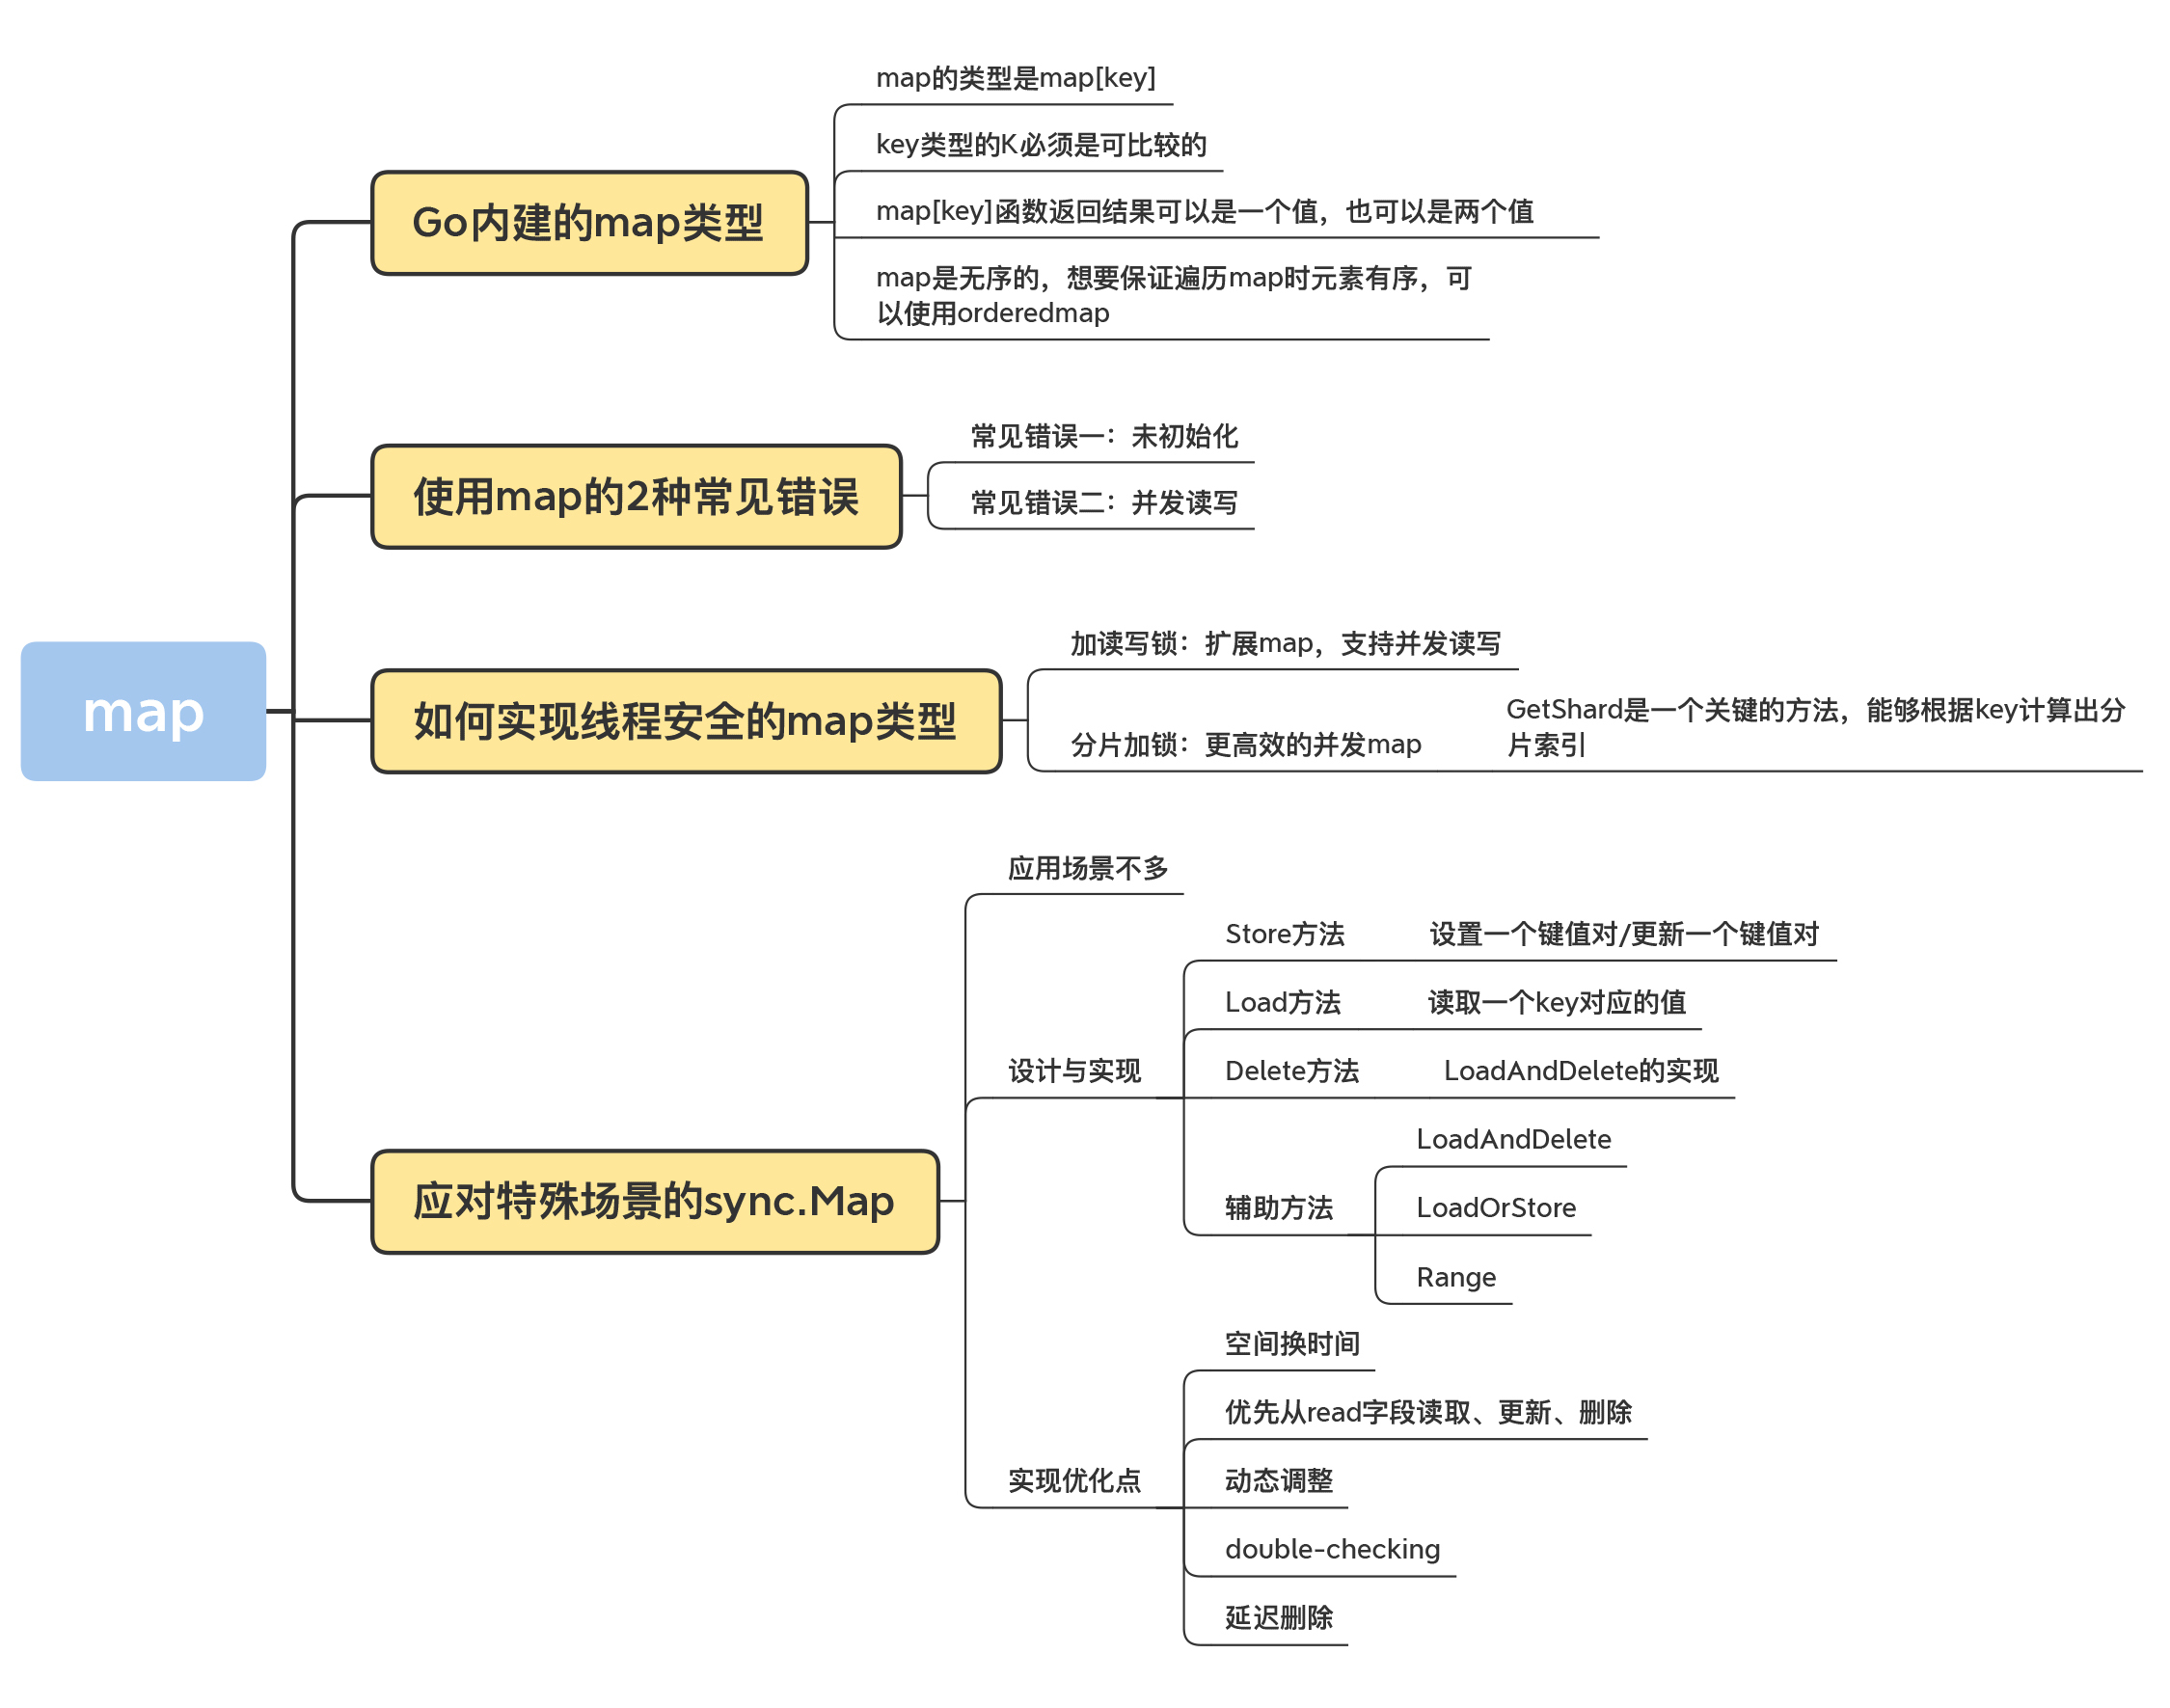 map
Go内建的map类型
map的类型是map[key]
key类型的K必须是可比较的
map[key]函数返回结果可以是一个值，也可以是两个值
map是无序的，想要保证遍历map时元素有序，可
以使用orderedmap
使用map的2种常见错误
常见错误一：未初始化
常见错误二：并发读写
如何实现线程安全的map类型
加读写锁：扩展map，支持并发读写
分片加锁：更高效的并发map
GetShard是一个关键的方法，能够根据key计算出分
片索引
应对特殊场景的sync.Map
应用场景不多
设计与实现
Store方法
设置一个键值对/更新一个键值对
Load方法
读取一个key对应的值
Delete方法
LoadAndDelete的实现
辅助方法
LoadAndDelete
LoadOrStore
Range
实现优化点
空间换时间
优先从read字段读取、更新、删除
动态调整
double-checking
延迟删除